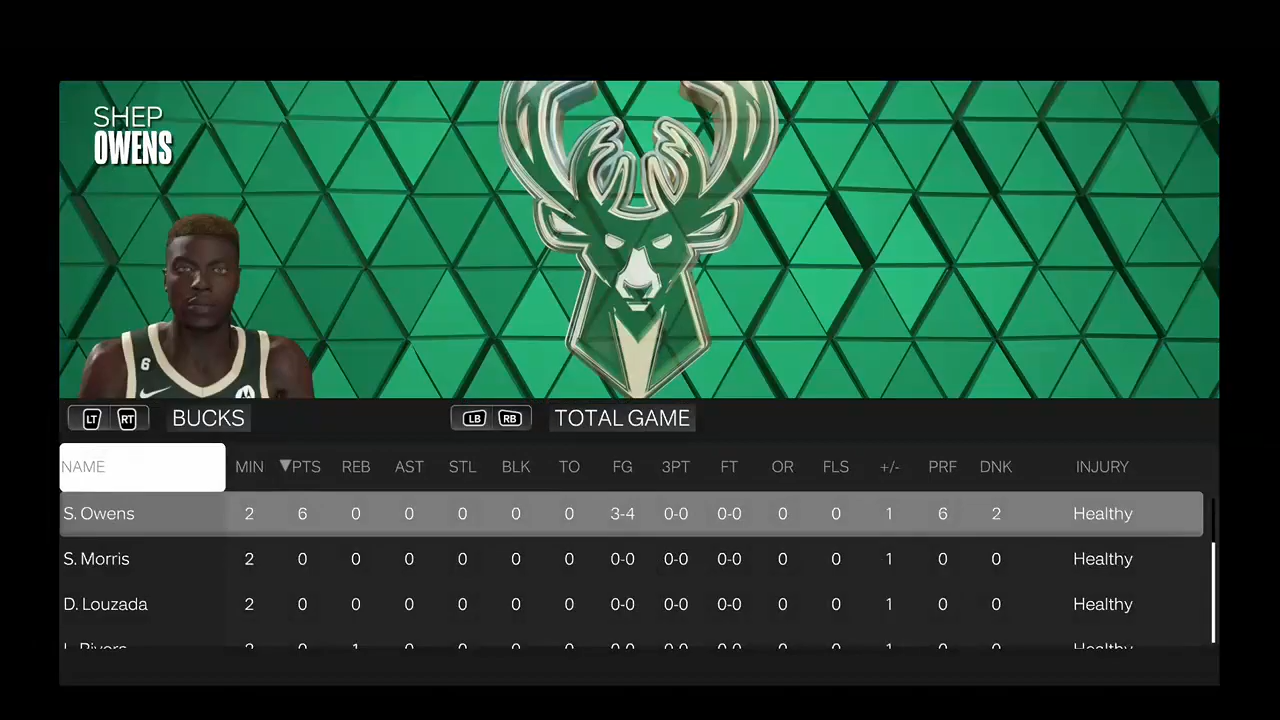 SHEP
OWENS
6
LT RT BUCKS LB RB TOTAL GAME
NAME MIN ▼PTS REB AST STL BLK TO FG 3PT FT OR FLS +/- PRF DNK INJURY
S. Owens 2 6 0 0 0 0 0 3-4 0-0 0-0 0 0 1 6 2 Healthy
S. Morris 2 0 0 0 0 0 0 0-0 0-0 0-0 0 0 1 0 0 Healthy
D. Louzada 2 0 0 0 0 0 0 0-0 0-0 0-0 0 0 1 0 0 Healthy